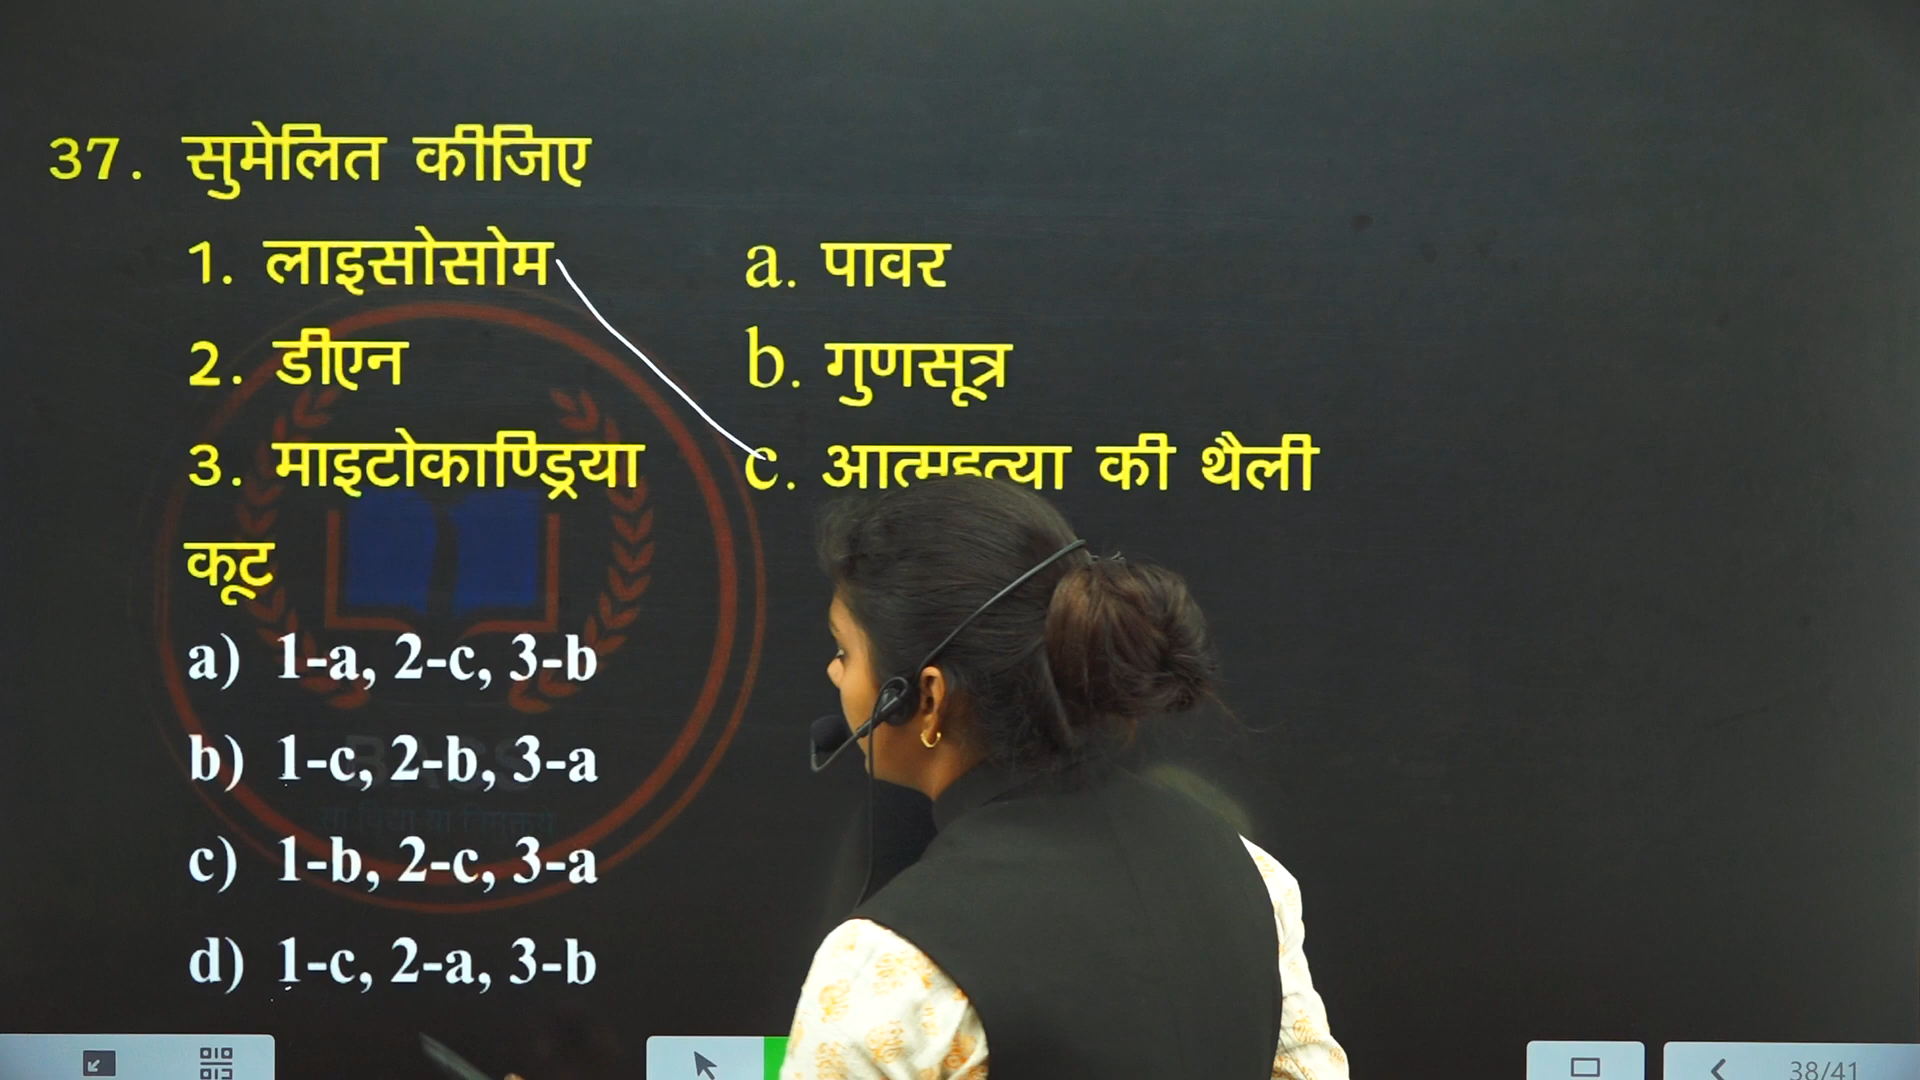 37. सुमेलित कीजिए
1. लाइसोसोम a. पावर
2. डीएन b. गुणसूत्र
3. माइटोकाण्ड्रिया c. आत्महत्या की थैली
कूट
a) 1-a, 2-c, 3-b
b) 1-c, 2-b, 3-a
c) 1-b, 2-c, 3-a
d) 1-c, 2-a, 3-b
38/41